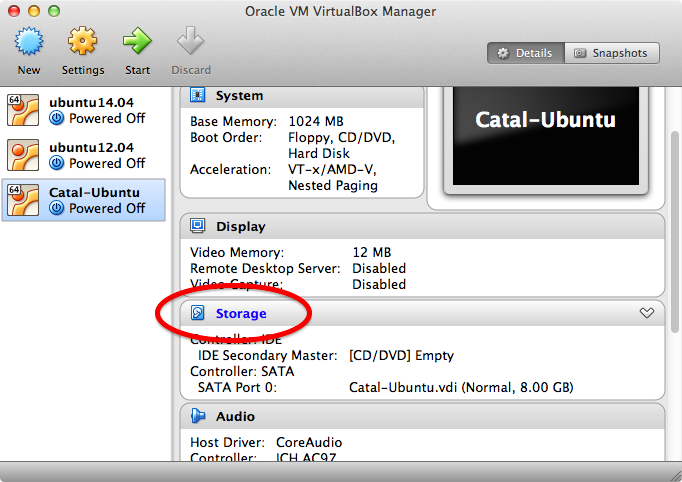 Oracle VM VirtualBox Manager
New
Settings
Start
Discard
Details
Snapshots
64
ubuntu14.04
Powered Off
ubuntu12.04
Powered Off
64
Catal-Ubuntu
Powered Off
System
Base Memory: 1024 MB
Boot Order: Floppy, CD/DVD,
Hard Disk
Acceleration: VT-x/AMD-V,
Nested Paging
Catal-Ubuntu
Display
Video Memory: 12 MB
Remote Desktop Server: Disabled
Video Capture: Disabled
Storage
Controller: IDE
IDE Secondary Master: [CD/DVD] Empty
Controller: SATA
SATA Port 0: Catal-Ubuntu.vdi (Normal, 8.00 GB)
Audio
Host Driver: CoreAudio
Controller: ICH AC97